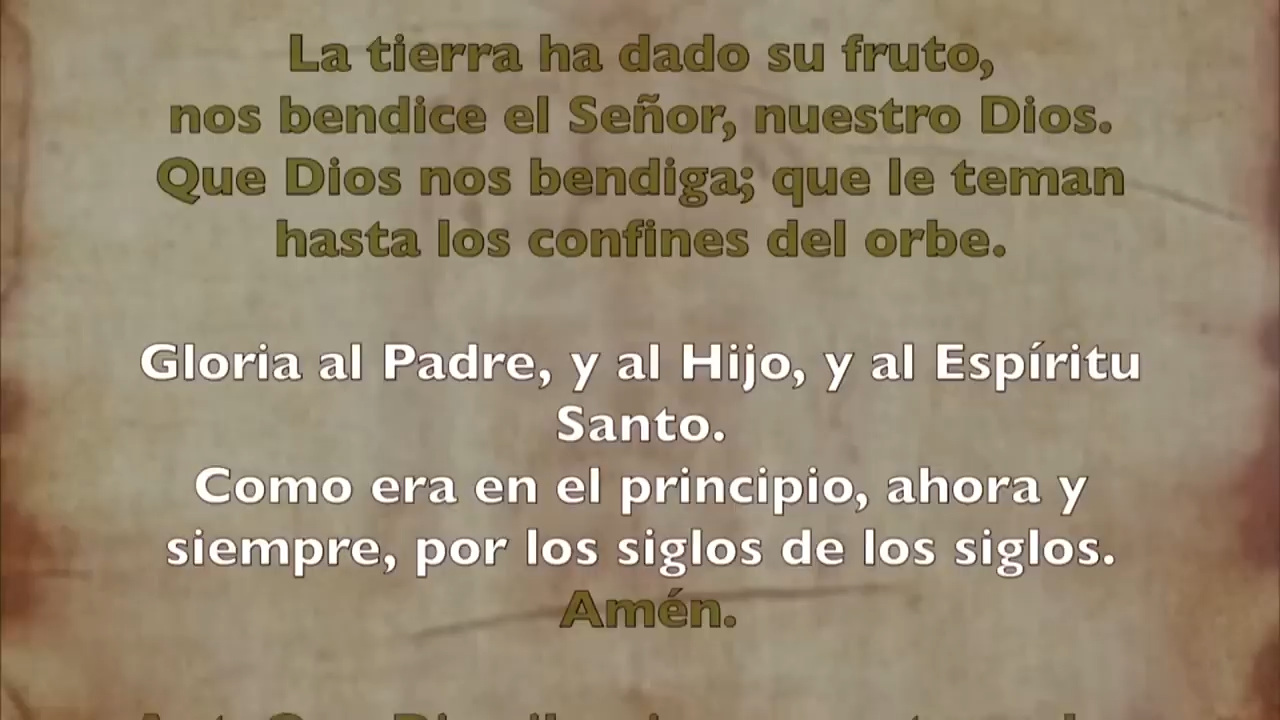 La tierra ha dado su fruto,
nos bendice el Señor, nuestro Dios.
Que Dios nos bendiga; que le teman
hasta los confines del orbe.
Gloria al Padre, y al Hijo, y al Espíritu
Santo.
Como era en el principio, ahora y
siempre, por los siglos de los siglos.
Amén.